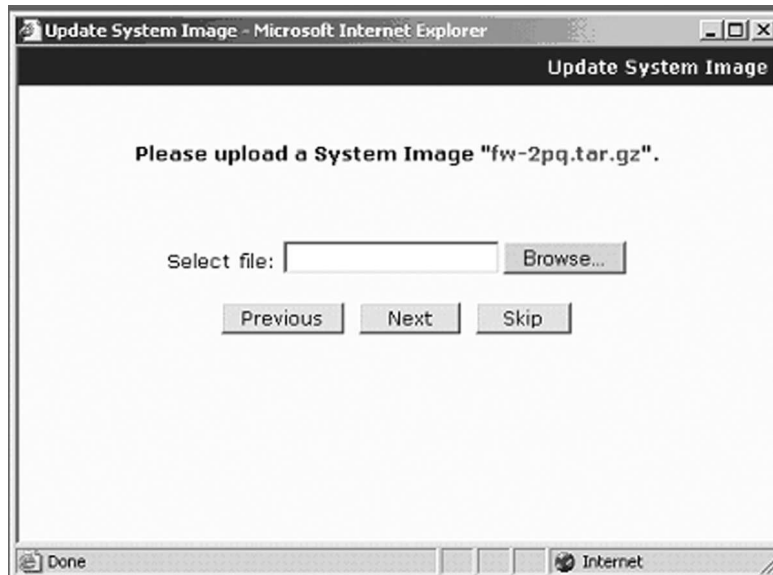 Update System Image - Microsoft Internet Explorer
Update System Image
Please upload a System Image "fw-2pq.tar.gz".
Select file: Browse...
Previous Next Skip
Done Internet